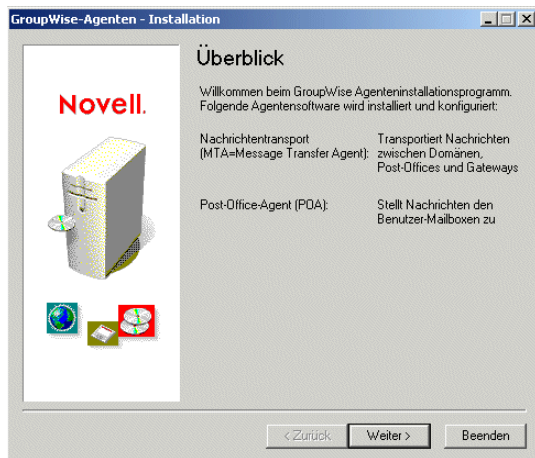 GroupWise-Agenten - Installation
Überblick
Novell.
Willkommen beim GroupWise Agenteninstallationsprogramm.
Folgende Agentensoftware wird installiert und konfiguriert:
Nachrichtentransport
(MTA=Message Transfer Agent):
Transportiert Nachrichten
zwischen Domänen,
Post-Offices und Gateways
Post-Office-Agent (POA):
Stellt Nachrichten den
Benutzer-Mailboxen zu
< Zurück
Weiter >
Beenden